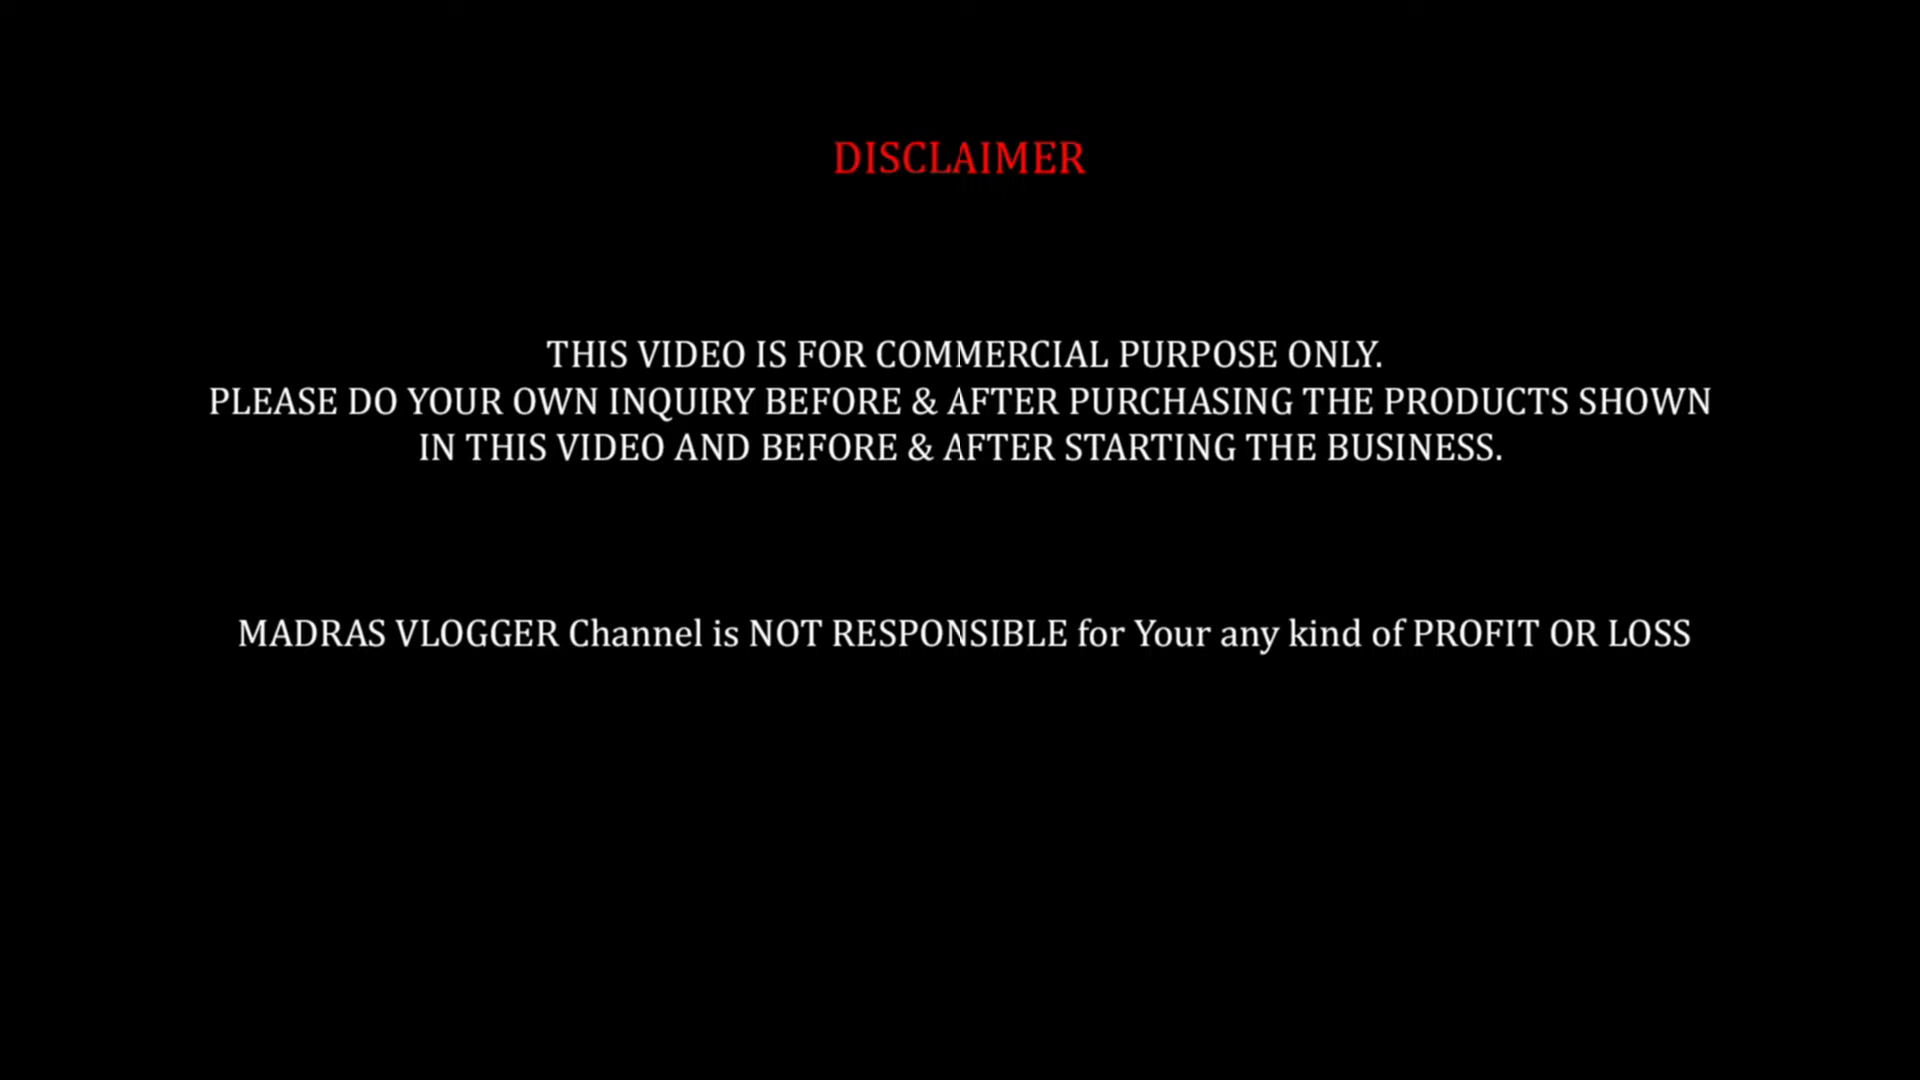 DISCLAIMER
THIS VIDEO IS FOR COMMERCIAL PURPOSE ONLY.
PLEASE DO YOUR OWN INQUIRY BEFORE & AFTER PURCHASING THE PRODUCTS SHOWN
IN THIS VIDEO AND BEFORE & AFTER STARTING THE BUSINESS.
MADRAS VLOGGER Channel is NOT RESPONSIBLE for Your any kind of PROFIT OR LOSS